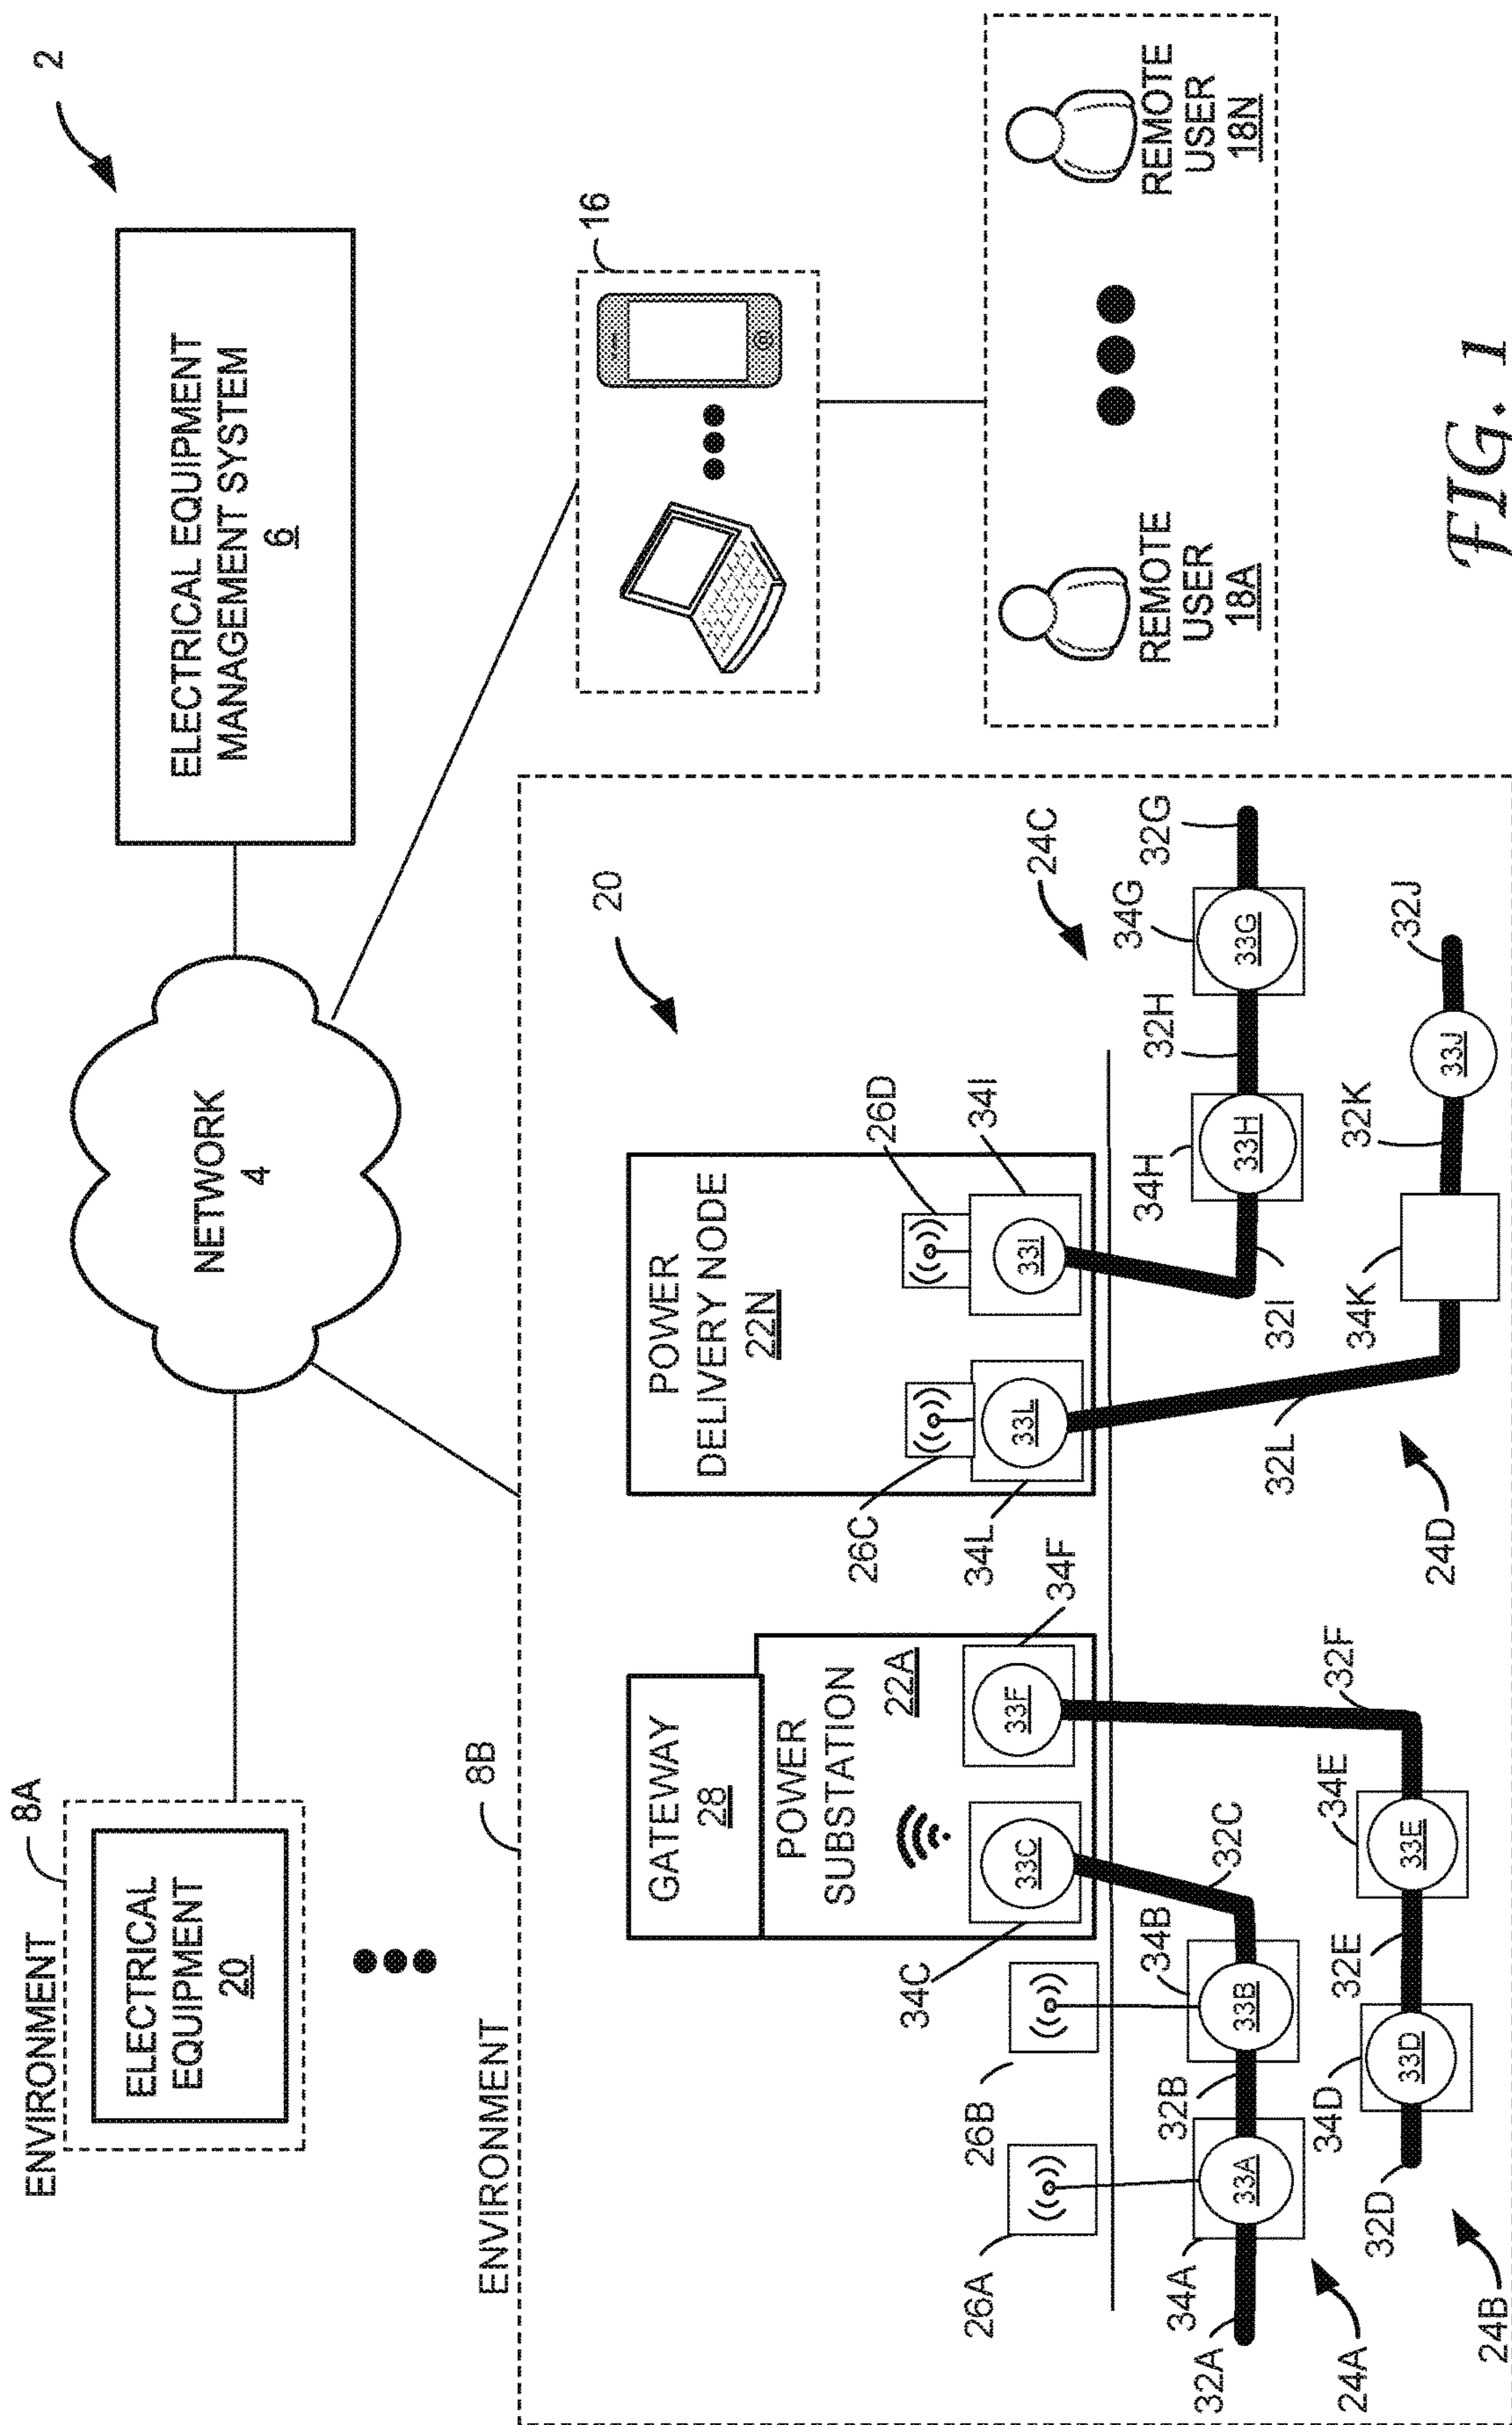 2
ELECTRICAL EQUIPMENT
MANAGEMENT SYSTEM
6
NETWORK
4
ENVIRONMENT
8A
ELECTRICAL
EQUIPMENT
20
16
REMOTE
USER
18A
REMOTE
USER
18N
ENVIRONMENT
8B
20
GATEWAY
28
POWER
SUBSTATION
22A
POWER
DELIVERY NODE
22N
26A
26B
34C
33C
33F
34F
26C
34L
33L
26D
33I
34I
24C
32A
34A
33A
32B
34B
33B
32C
24A
32D
34D
33D
32E
34E
33E
32F
24B
32L
34K
32K
33J
32J
24D
32I
34H
33H
32H
34G
33G
32G
FIG. 1